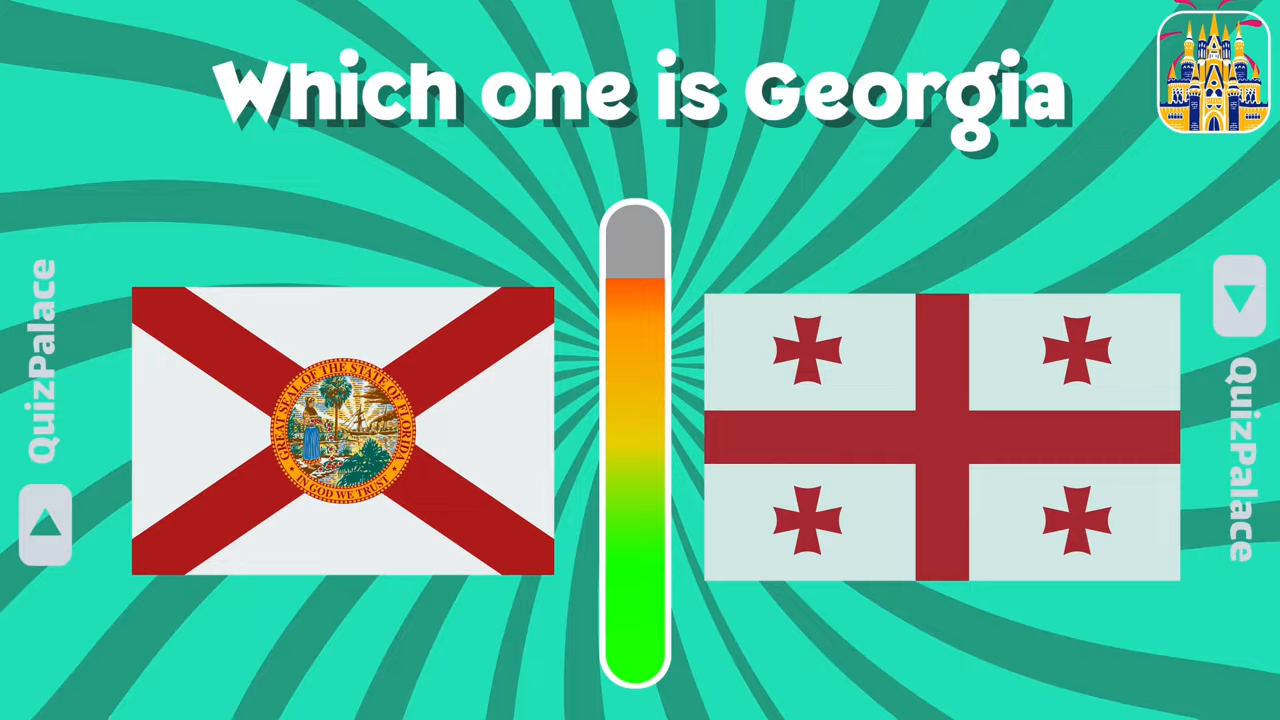 Which one is Georgia
QuizPalace
GREAT SEAL OF THE STATE OF FLORIDA
IN GOD WE TRUST
QuizPalace